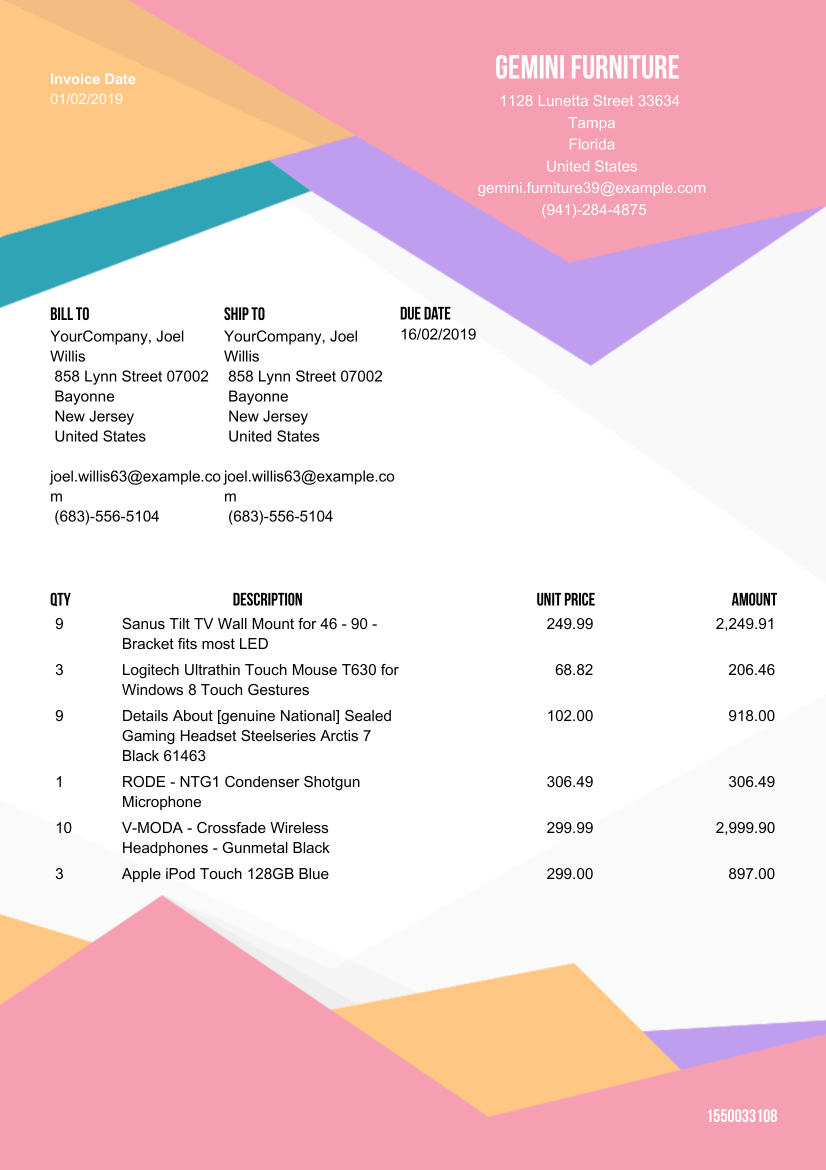 Invoice Date
01/02/2019
GEMINI FURNITURE
1128 Lunetta Street 33634
Tampa
Florida
United States
gemini.furniture39@example.com
(941)-284-4875
BILL TO
YourCompany, Joel
Willis
858 Lynn Street 07002
Bayonne
New Jersey
United States
joel.willis63@example.co
m
(683)-556-5104
SHIP TO
YourCompany, Joel
Willis
858 Lynn Street 07002
Bayonne
New Jersey
United States
joel.willis63@example.co
m
(683)-556-5104
DUE DATE
16/02/2019
QTY DESCRIPTION UNIT PRICE AMOUNT
9 Sanus Tilt TV Wall Mount for 46 - 90 - 249.99 2,249.91
Bracket fits most LED
3 Logitech Ultrathin Touch Mouse T630 for 68.82 206.46
Windows 8 Touch Gestures
9 Details About [genuine National] Sealed 102.00 918.00
Gaming Headset Steelseries Arctis 7
Black 61463
1 RODE - NTG1 Condenser Shotgun 306.49 306.49
Microphone
10 V-MODA - Crossfade Wireless 299.99 2,999.90
Headphones - Gunmetal Black
3 Apple iPod Touch 128GB Blue 299.00 897.00
1550033108